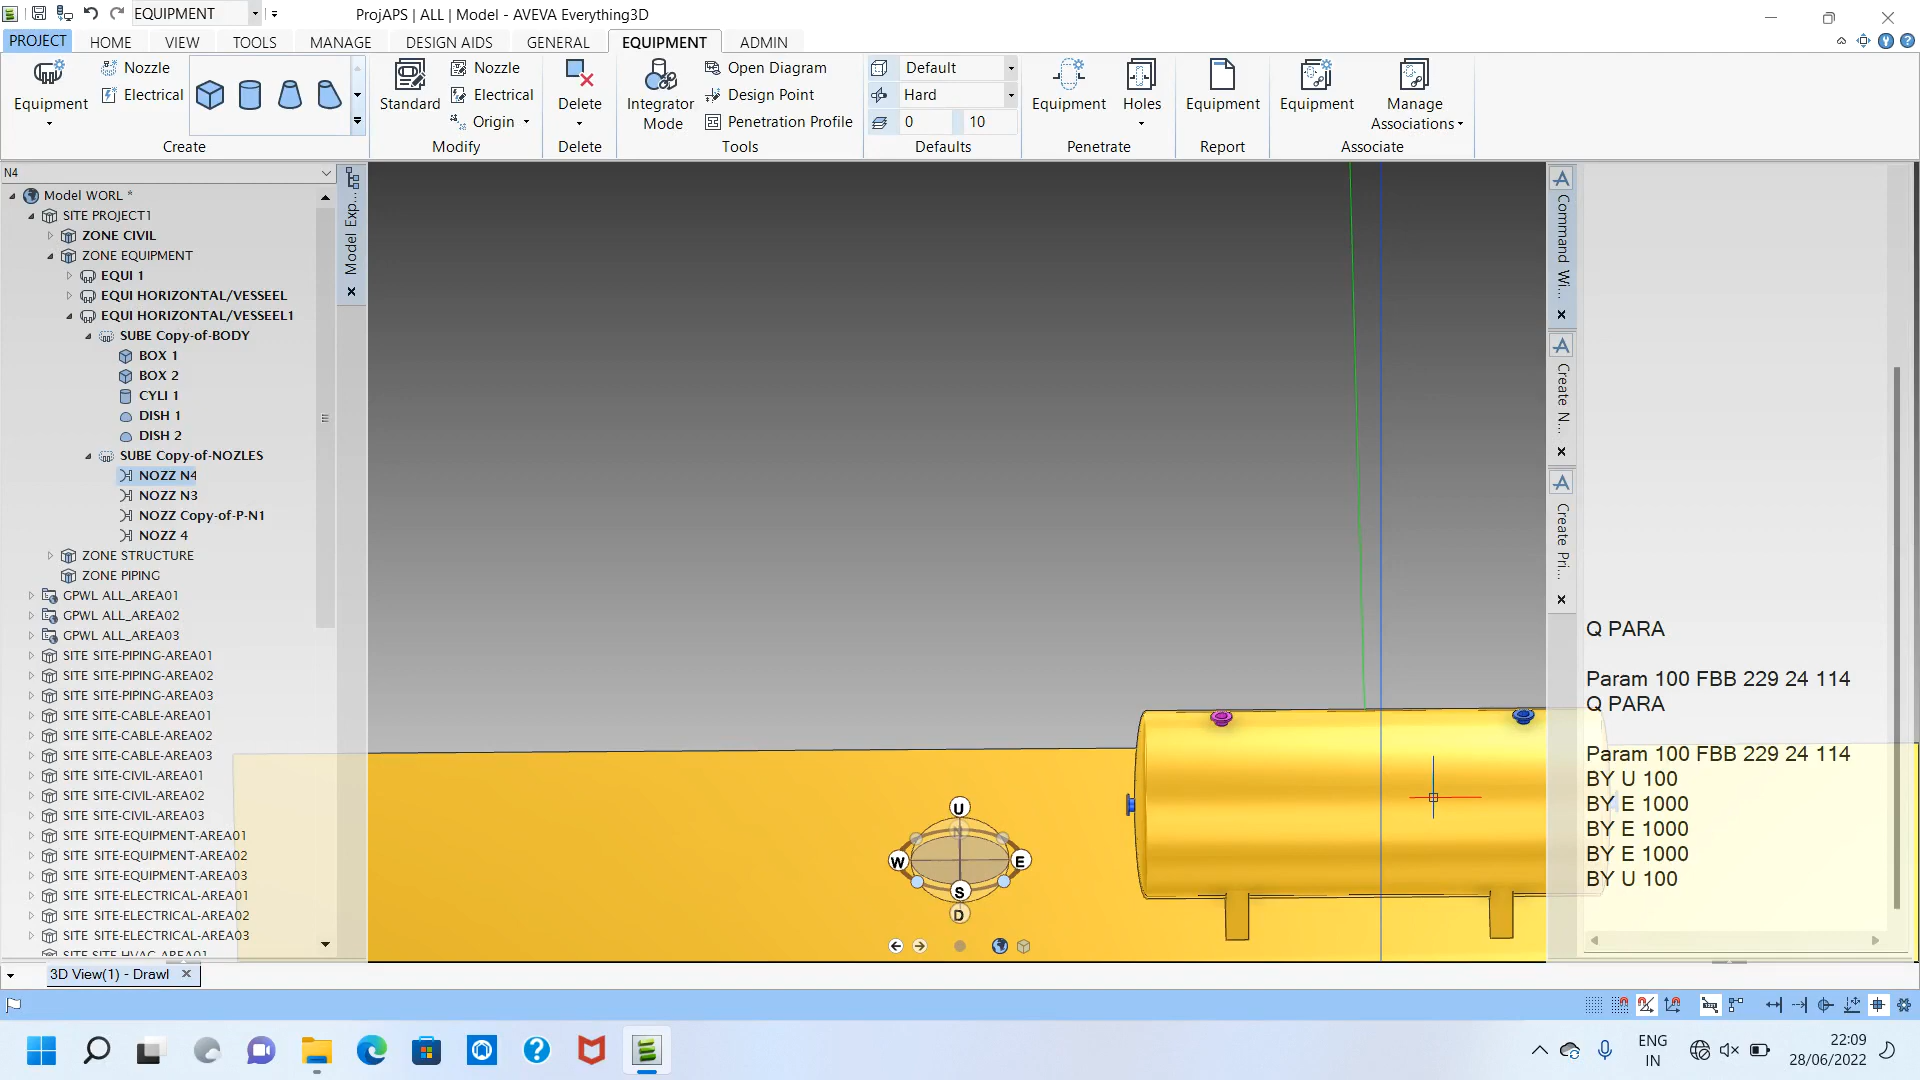 EQUIPMENT
ProjAPS | ALL | Model - AVEVA Everything3D
PROJECT
HOME
VIEW
TOOLS
MANAGE
DESIGN AIDS
GENERAL
EQUIPMENT
ADMIN
Equipment
Nozzle
Electrical
Create
Standard
Nozzle
Electrical
Origin
Modify
Delete
Delete
Integrator
Mode
Open Diagram
Design Point
Penetration Profile
Tools
Default
Hard
0
10
Defaults
Equipment
Holes
Penetrate
Equipment
Report
Equipment
Manage
Associations
Associate
N4
Model WORL *
SITE PROJECT1
ZONE CIVIL
ZONE EQUIPMENT
EQUI 1
EQUI HORIZONTAL/VESSEEL
EQUI HORIZONTAL/VESSEEL1
SUBE Copy-of-BODY
BOX 1
BOX 2
CYLI 1
DISH 1
DISH 2
SUBE Copy-of-NOZLES
NOZZ N4
NOZZ N3
NOZZ Copy-of-P-N1
NOZZ 4
ZONE STRUCTURE
ZONE PIPING
GPWL ALL_AREA01
GPWL ALL_AREA02
GPWL ALL_AREA03
SITE SITE-PIPING-AREA01
SITE SITE-PIPING-AREA02
SITE SITE-PIPING-AREA03
SITE SITE-CABLE-AREA01
SITE SITE-CABLE-AREA02
SITE SITE-CABLE-AREA03
SITE SITE-CIVIL-AREA01
SITE SITE-CIVIL-AREA02
SITE SITE-CIVIL-AREA03
SITE SITE-EQUIPMENT-AREA01
SITE SITE-EQUIPMENT-AREA02
SITE SITE-EQUIPMENT-AREA03
SITE SITE-ELECTRICAL-AREA01
SITE SITE-ELECTRICAL-AREA02
SITE SITE-ELECTRICAL-AREA03
SITE SITE-HVAC-AREA01
Model Exp...
U
N
W
E
S
D
Command Wi...
Create N...
Create Pri...
Q PARA
Param 100 FBB 229 24 114
Q PARA
Param 100 FBB 229 24 114
BY U 100
BY E 1000
BY E 1000
BY E 1000
BY U 100
3D View(1) - Drawl
ENG
IN
22:09
28/06/2022